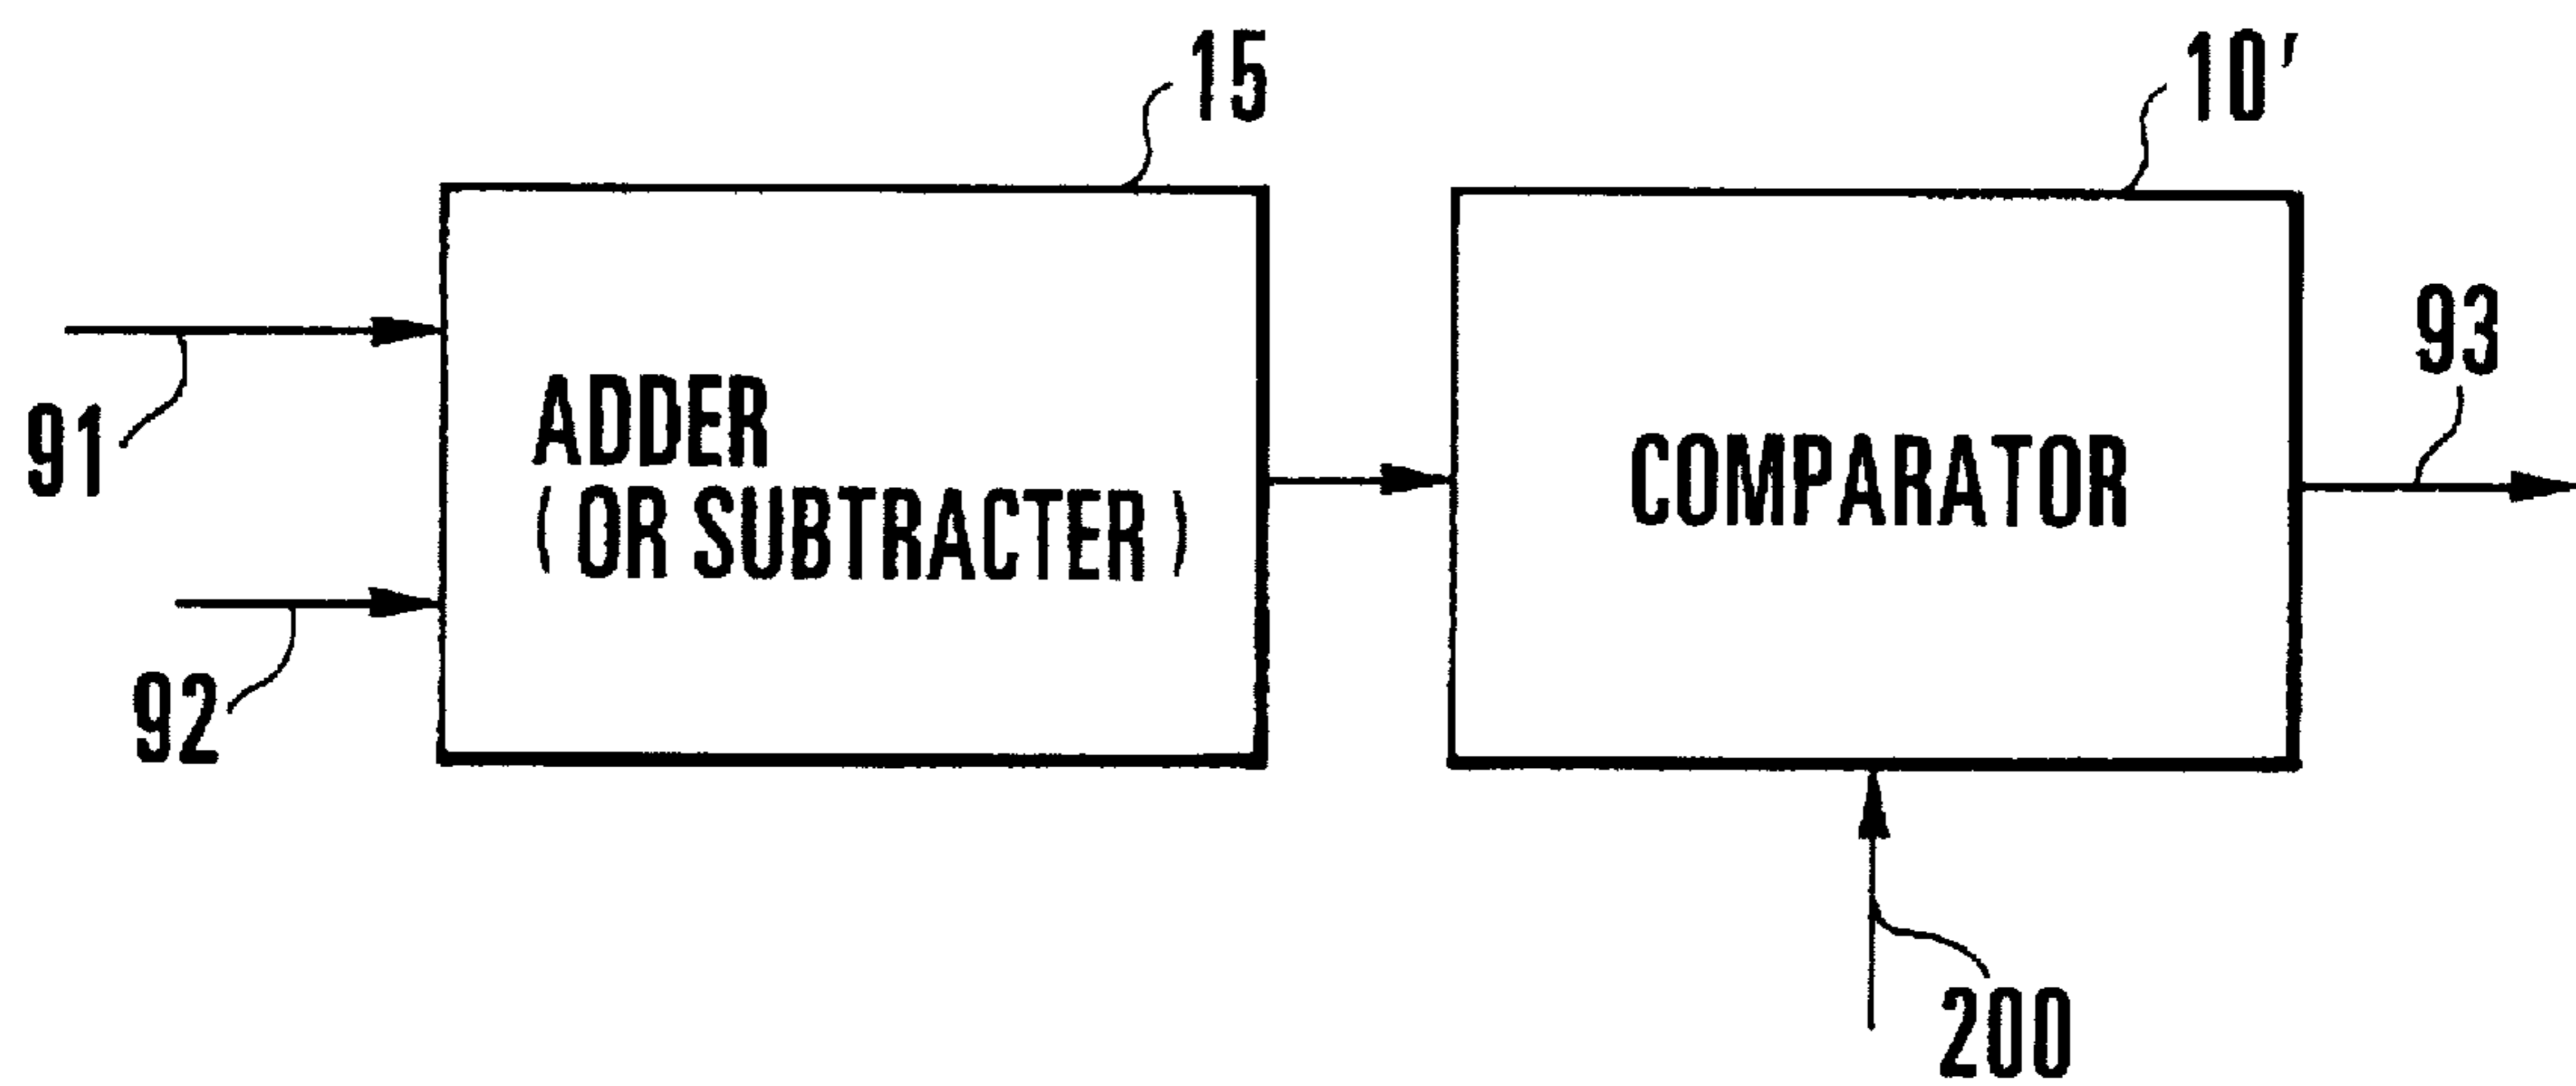 15
10'
91
92
ADDER
( OR SUBTRACTER )
COMPARATOR
93
200